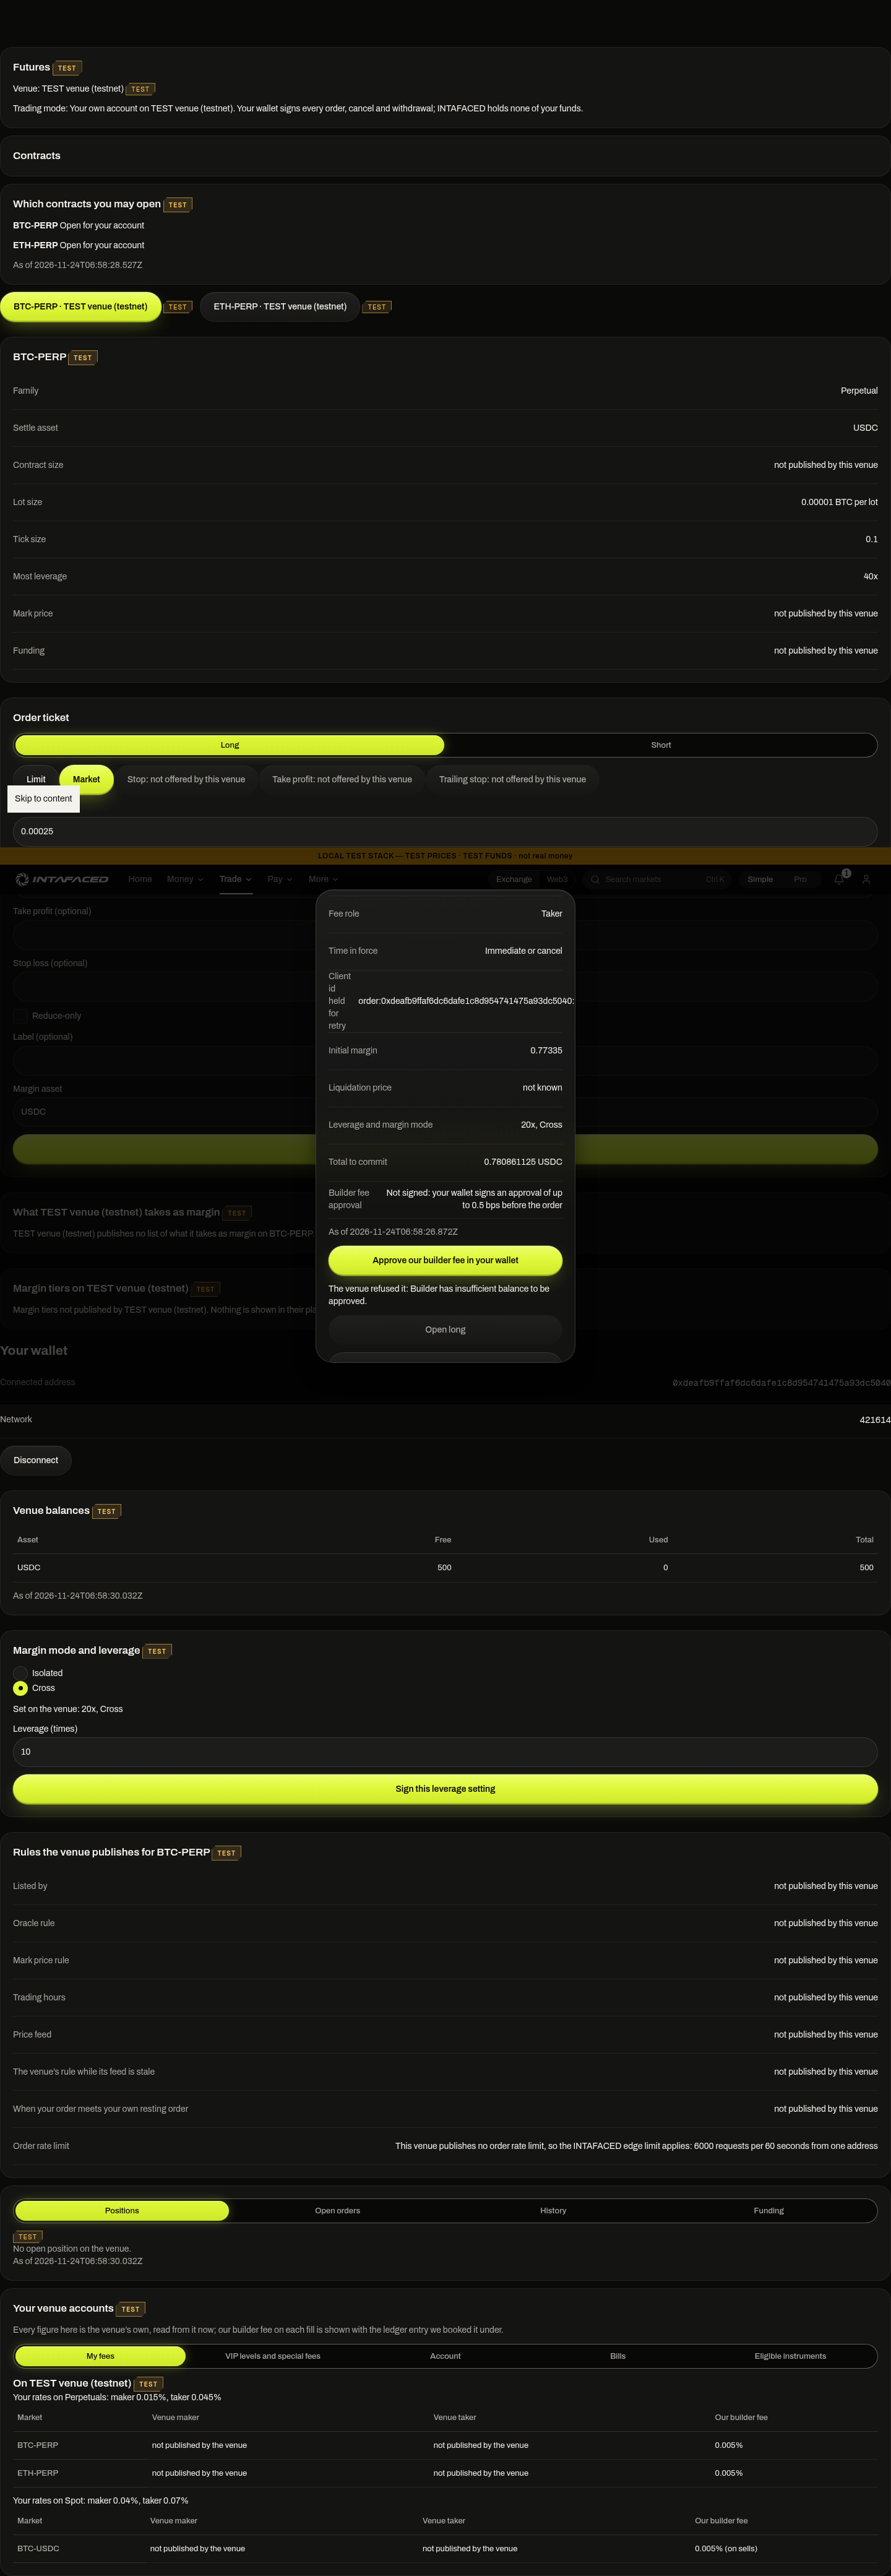 Futures TEST
Venue: TEST venue (testnet) TEST
Trading mode: Your own account on TEST venue (testnet). Your wallet signs every order, cancel and withdrawal; INTAFACED holds none of your funds.
Contracts
Which contracts you may open TEST
BTC-PERP Open for your account
ETH-PERP Open for your account
As of 2026-11-24T06:58:28.527Z
BTC-PERP · TEST venue (testnet) TEST ETH-PERP · TEST venue (testnet) TEST
BTC-PERP TEST
Family Perpetual
Settle asset USDC
Contract size not published by this venue
Lot size 0.00001 BTC per lot
Tick size 0.1
Most leverage 40x
Mark price not published by this venue
Funding not published by this venue
Order ticket
Long Short
Limit Market Stop: not offered by this venue Take profit: not offered by this venue Trailing stop: not offered by this venue
Skip to content
0.00025
LOCAL TEST STACK — TEST PRICES · TEST FUNDS · not real money
INTAFACED Home Money Trade Pay More Exchange Web3 Search markets Ctrl K Simple Pro 1
Take profit (optional)
Stop loss (optional)
Reduce-only
Label (optional)
Margin asset
USDC
What TEST venue (testnet) takes as margin TEST
TEST venue (testnet) publishes no list of what it takes as margin on BTC-PERP.
Margin tiers on TEST venue (testnet) TEST
Margin tiers not published by TEST venue (testnet). Nothing is shown in their pla
Fee role Taker
Time in force Immediate or cancel
Client id held for retry order:0xdeafb9ffaf6dc6dafe1c8d954741475a93dc5040:
Initial margin 0.77335
Liquidation price not known
Leverage and margin mode 20x, Cross
Total to commit 0.780861125 USDC
Builder fee approval Not signed: your wallet signs an approval of up to 0.5 bps before the order
As of 2026-11-24T06:58:26.872Z
Approve our builder fee in your wallet
The venue refused it: Builder has insufficient balance to be
approved.
Open long
Your wallet
Connected address 0xdeafb9ffaf6dc6dafe1c8d954741475a93dc5040
Network 421614
Disconnect
Venue balances TEST
Asset Free Used Total
USDC 500 0 500
As of 2026-11-24T06:58:30.032Z
Margin mode and leverage TEST
Isolated
Cross
Set on the venue: 20x, Cross
Leverage (times)
10
Sign this leverage setting
Rules the venue publishes for BTC-PERP TEST
Listed by not published by this venue
Oracle rule not published by this venue
Mark price rule not published by this venue
Trading hours not published by this venue
Price feed not published by this venue
The venue's rule while its feed is stale not published by this venue
When your order meets your own resting order not published by this venue
Order rate limit This venue publishes no order rate limit, so the INTAFACED edge limit applies: 6000 requests per 60 seconds from one address
Positions Open orders History Funding
TEST
No open position on the venue.
As of 2026-11-24T06:58:30.032Z
Your venue accounts TEST
Every figure here is the venue's own, read from it now; our builder fee on each fill is shown with the ledger entry we booked it under.
My fees VIP levels and special fees Account Bills Eligible instruments
On TEST venue (testnet) TEST
Your rates on Perpetuals: maker 0.015%, taker 0.045%
Market Venue maker Venue taker Our builder fee
BTC-PERP not published by the venue not published by the venue 0.005%
ETH-PERP not published by the venue not published by the venue 0.005%
Your rates on Spot: maker 0.04%, taker 0.07%
Market Venue maker Venue taker Our builder fee
BTC-USDC not published by the venue not published by the venue 0.005% (on sells)